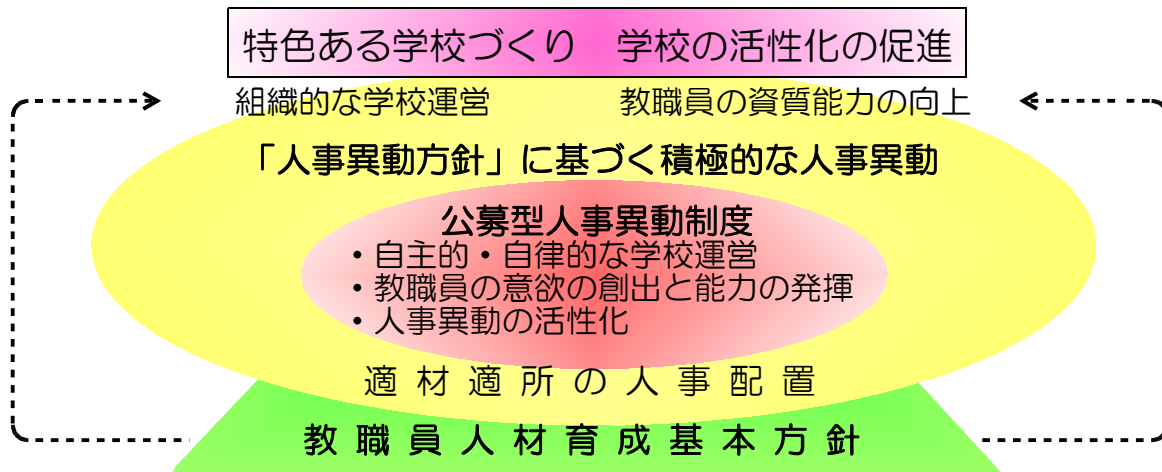 特色ある学校づくり　学校の活性化の促進
組織的な学校運営　教職員の資質能力の向上
「人事異動方針」に基づく積極的な人事異動
公募型人事異動制度
・自主的・自律的な学校運営
・教職員の意欲の創出と能力の発揮
・人事異動の活性化
適材適所の人事配置
教職員人材育成基本方針